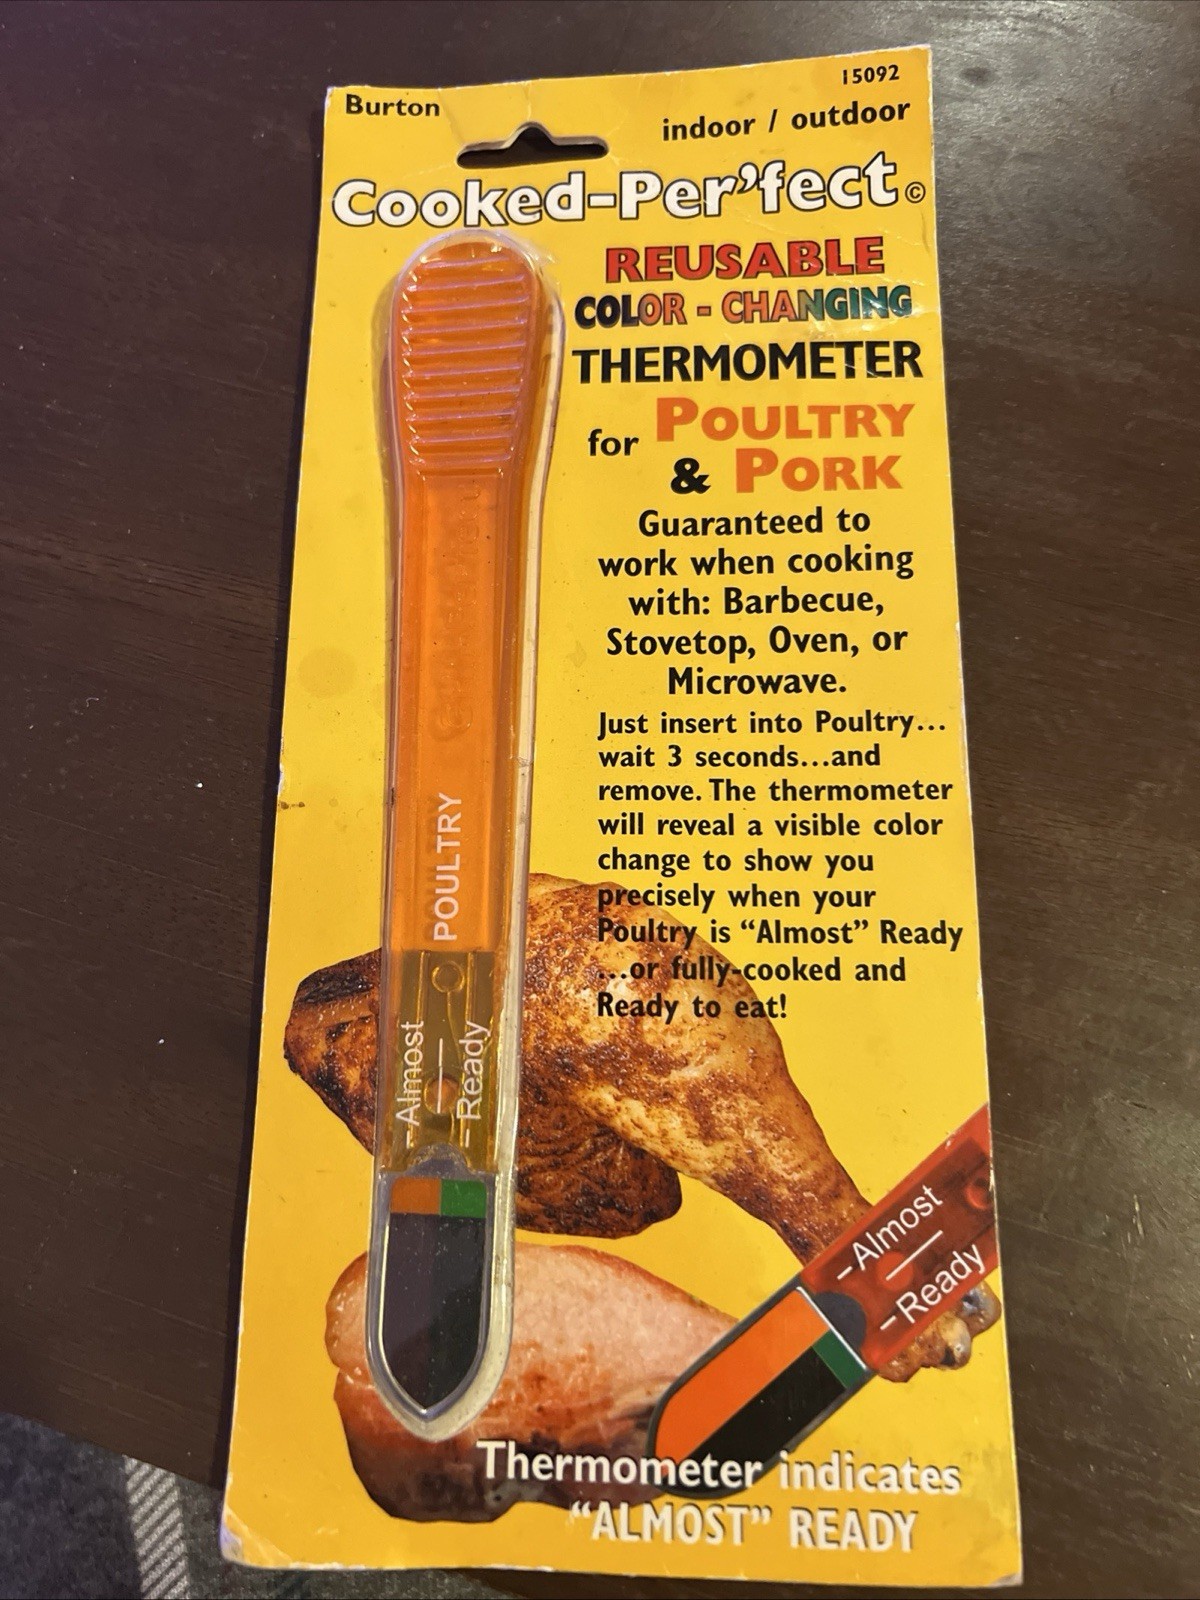 15092
Burton
indoor / outdoor
Cooked-Per'fect©
REUSABLE
COLOR - CHANGING
THERMOMETER
for POULTRY
& PORK
Guaranteed to
work when cooking
with: Barbecue,
Stovetop, Oven, or
Microwave.
Just insert into Poultry...
wait 3 seconds...and
remove. The thermometer
will reveal a visible color
change to show you
precisely when your
Poultry is “Almost” Ready
...or fully-cooked and
Ready to eat!
POULTRY
–Almost
–Ready
–Almost
–Ready
Thermometer indicates
“ALMOST” READY